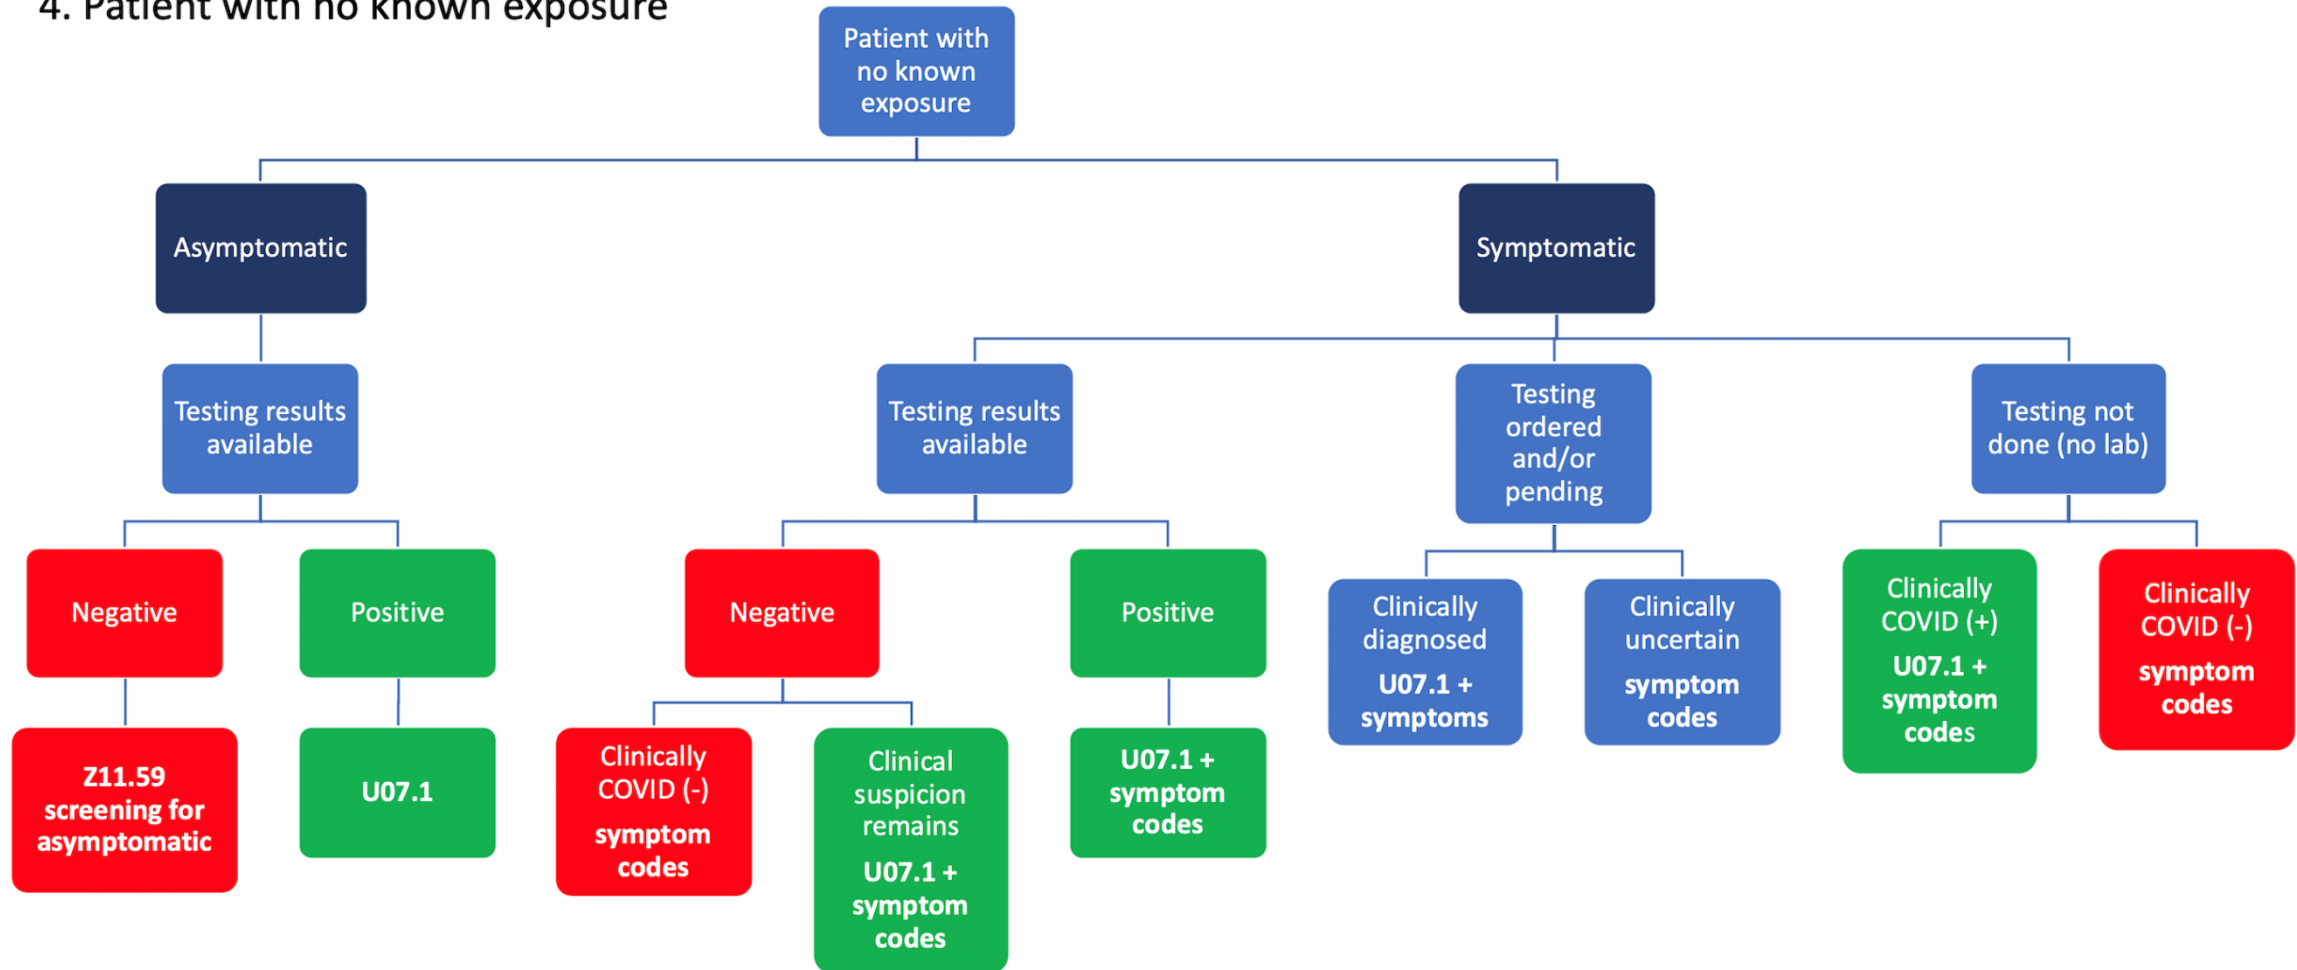 4. Patient with no known exposure
Patient with
no known
exposure
Asymptomatic
Symptomatic
Testing results
available
Testing results
available
Testing
ordered
and/or
pending
Testing not
done (no lab)
Negative
Positive
Negative
Positive
Clinically
diagnosed
U07.1 +
symptoms
Clinically
uncertain
symptom
codes
Clinically
COVID (+)
U07.1 +
symptom
codes
Clinically
COVID (-)
symptom
codes
Z11.59
screening for
asymptomatic
U07.1
Clinically
COVID (-)
symptom
codes
Clinical
suspicion
remains
U07.1 +
symptom
codes
U07.1 +
symptom
codes